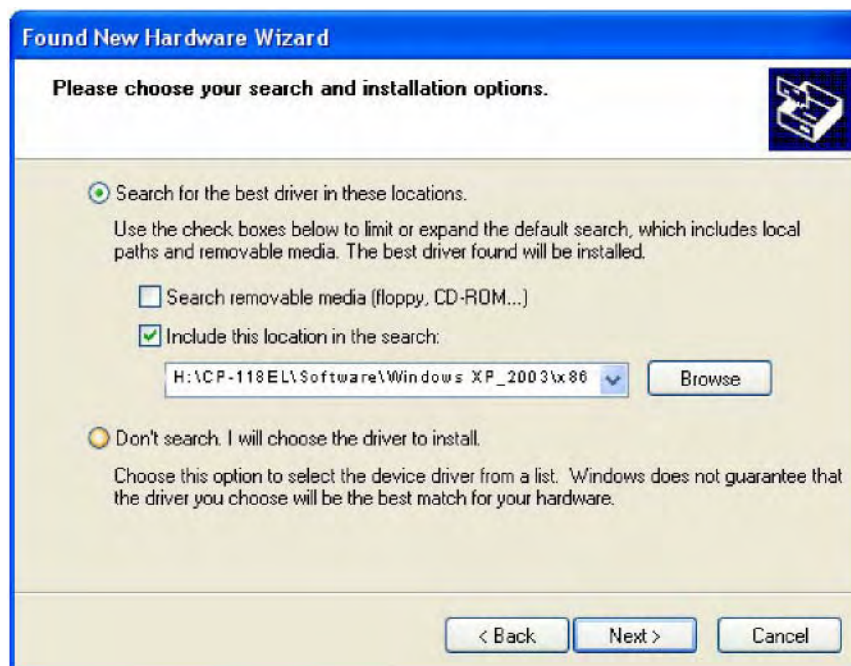 Found New Hardware Wizard
Please choose your search and installation options.
Search for the best driver in these locations.
Use the check boxes below to limit or expand the default search, which includes local
paths and removable media. The best driver found will be installed.
Search removable media (floppy, CD-ROM...)
Include this location in the search:
H:\CP-118EL\Software\Windows XP_2003\x86
Browse
Don't search. I will choose the driver to install.
Choose this option to select the device driver from a list. Windows does not guarantee that
the driver you choose will be the best match for your hardware.
< Back Next > Cancel